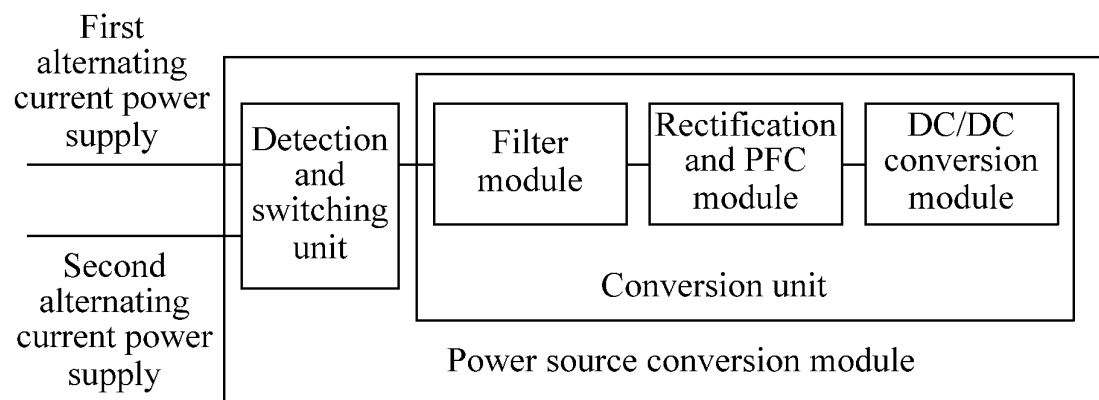 First
alternating
current power
supply
Detection
and
switching
unit
Filter
module
Rectification
and PFC
module
DC/DC
conversion
module
Second
alternating
current power
supply
Conversion unit
Power source conversion module